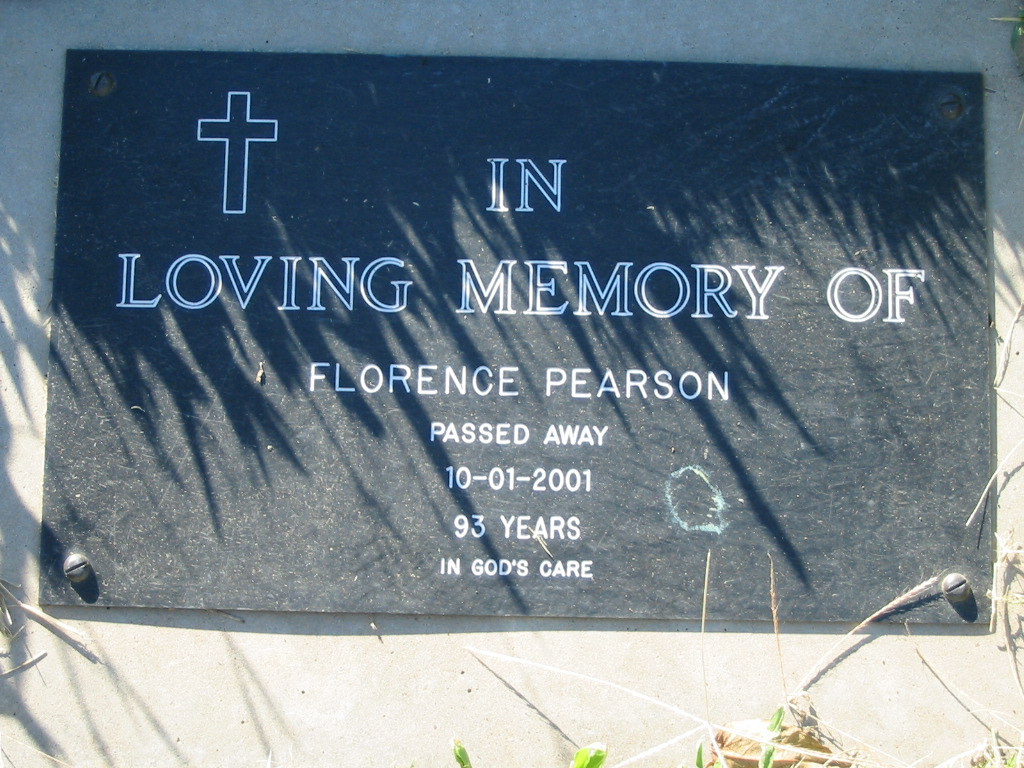 IN
LOVING MEMORY OF
FLORENCE PEARSON
PASSED AWAY
10-01-2001
93 YEARS
IN GOD'S CARE